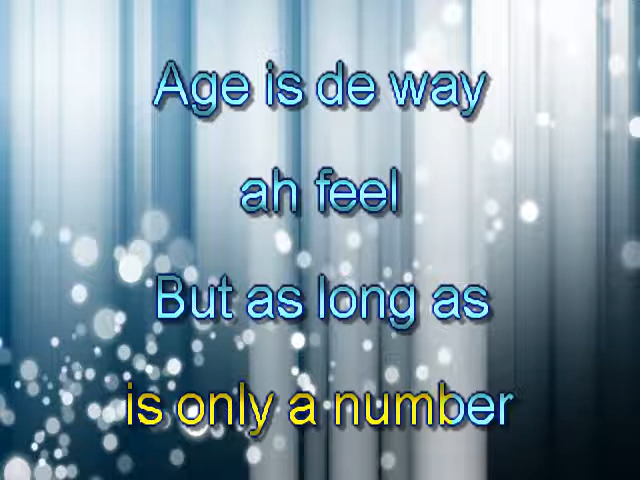 Age is de way
ah feel
But as long as
is only a number